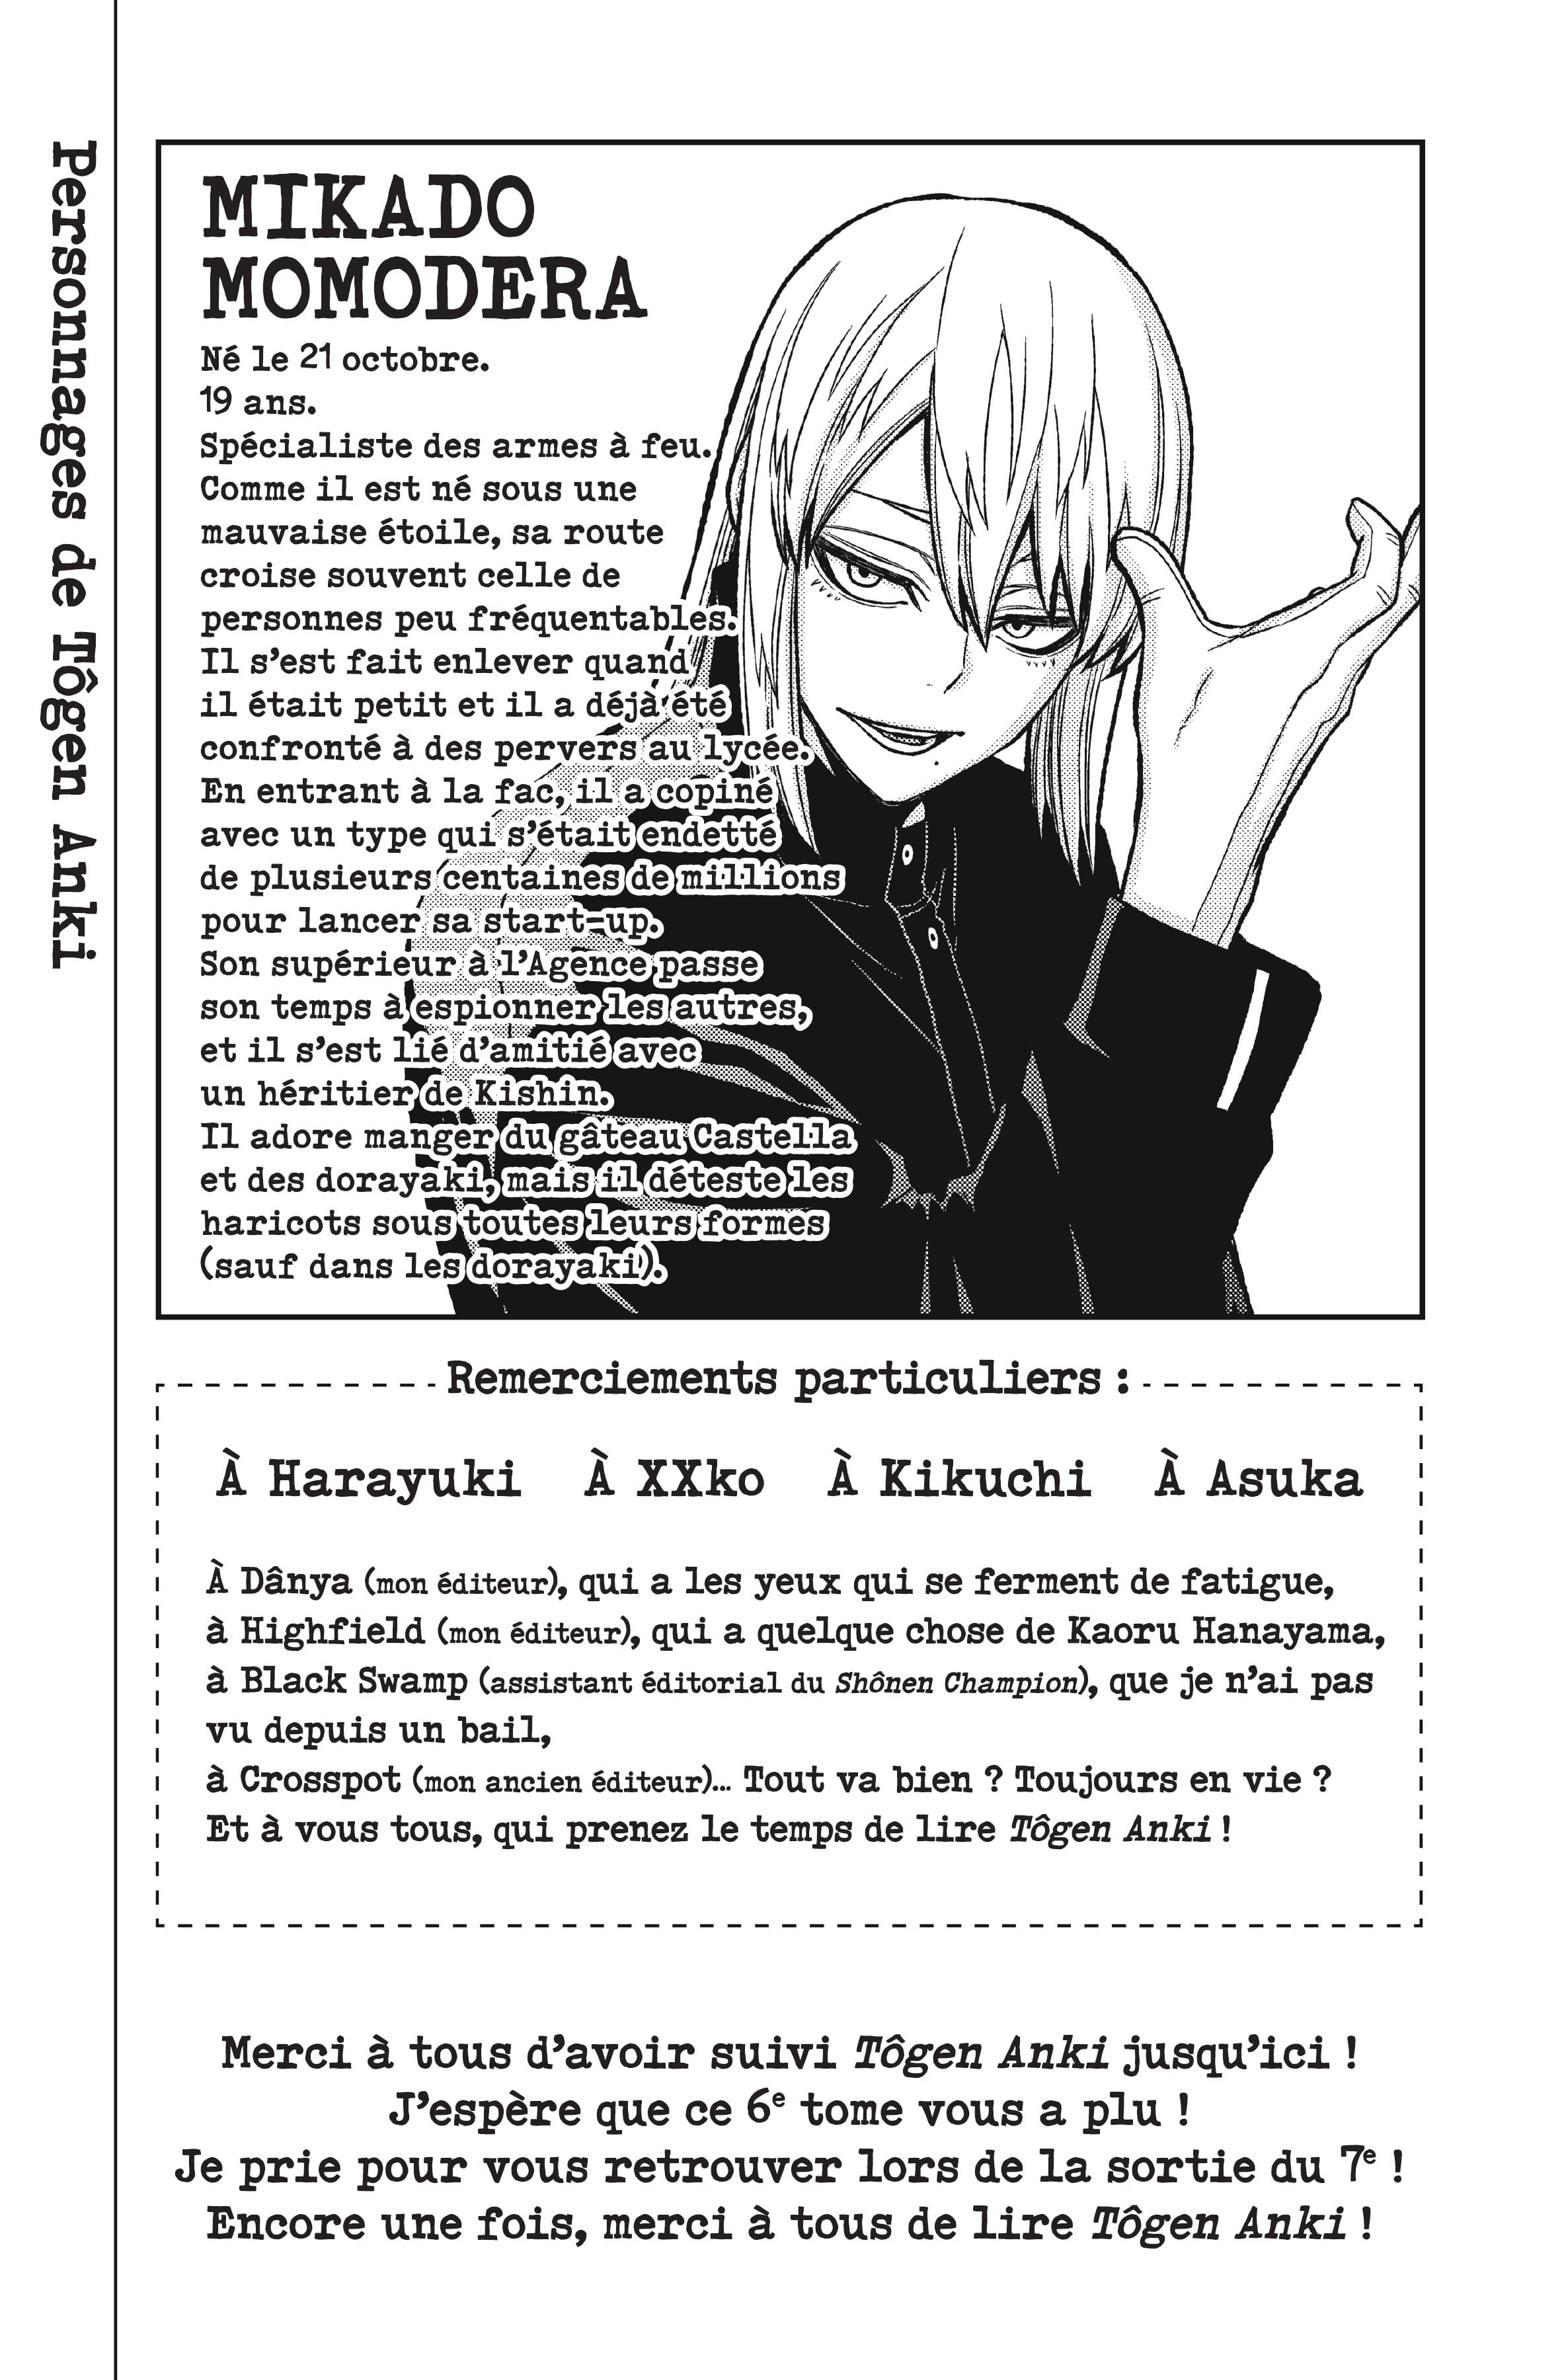 Personnages de Tôgen Anki
MIKADO
MOMODERA
Né le 21 octobre.
19 ans.
Spécialiste des armes à feu.
Comme il est né sous une
mauvaise étoile, sa route
croise souvent celle de
personnes peu fréquentables.
Il s’est fait enlever quand
il était petit et il a déjà été
confronté à des pervers au lycée.
En entrant à la fac, il a copiné
avec un type qui s’était endetté
de plusieurs centaines de millions
pour lancer sa start-up.
Son supérieur à l’Agence passe
son temps à espionner les autres,
et il s’est lié d’amitié avec
un héritier de Kishin.
Il adore manger du gâteau Castella
et des dorayaki, mais il déteste les
haricots sous toutes leurs formes
(sauf dans les dorayaki).
Remerciements particuliers :
À Harayuki À XXko À Kikuchi À Asuka
À Dânya (mon éditeur), qui a les yeux qui se ferment de fatigue,
à Highfield (mon éditeur), qui a quelque chose de Kaoru Hanayama,
à Black Swamp (assistant éditorial du Shônen Champion), que je n’ai pas
vu depuis un bail,
à Crosspot (mon ancien éditeur)... Tout va bien ? Toujours en vie ?
Et à vous tous, qui prenez le temps de lire Tôgen Anki !
Merci à tous d’avoir suivi Tôgen Anki jusqu’ici !
J’espère que ce 6e tome vous a plu !
Je prie pour vous retrouver lors de la sortie du 7e !
Encore une fois, merci à tous de lire Tôgen Anki !